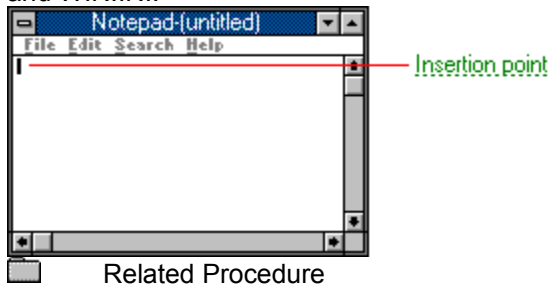 Notepad-(untitled)
File Edit Search Help
Insertion point
Related Procedure